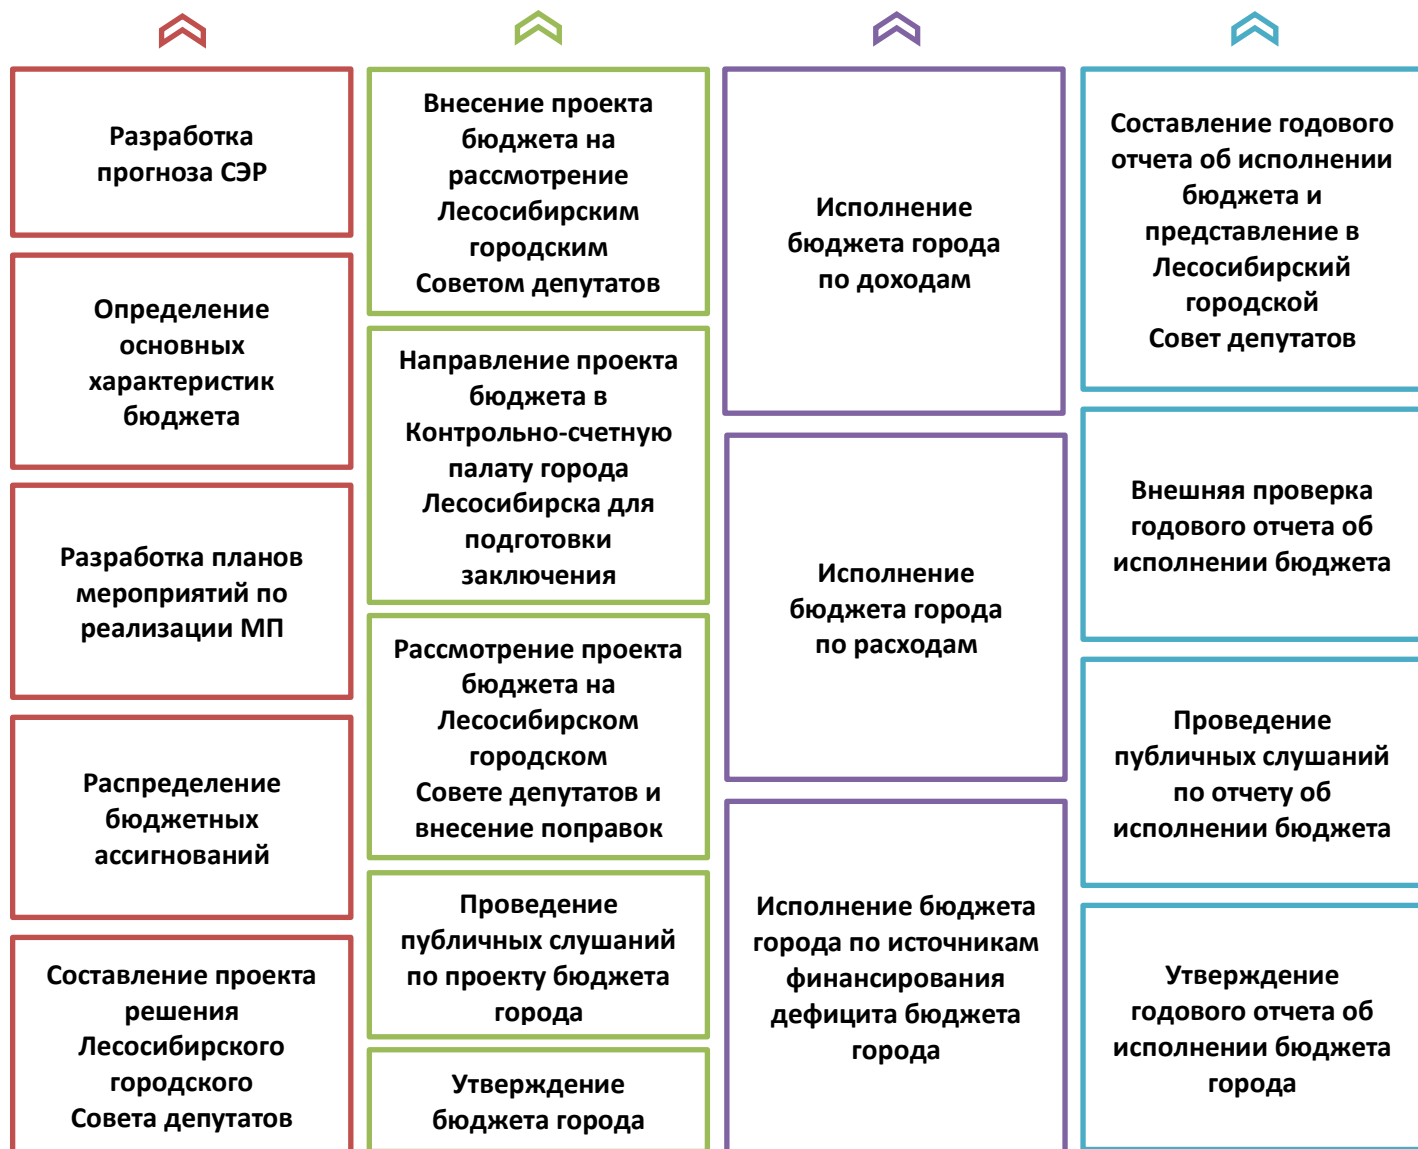 Разработка
прогноза СЭР
Определение
основных
характеристик
бюджета
Разработка планов
мероприятий по
реализации МП
Распределение
бюджетных
ассигнований
Составление проекта
решения
Лесосибирского
городского
Совета депутатов
Внесение проекта
бюджета на
рассмотрение
Лесосибирским
городским
Советом депутатов
Направление проекта
бюджета в
Контрольно-счетную
палату города
Лесосибирска для
подготовки
заключения
Рассмотрение проекта
бюджета на
Лесосибирском
городском
Совете депутатов и
внесение поправок
Проведение
публичных слушаний
по проекту бюджета
города
Утверждение
бюджета города
Исполнение
бюджета города
по доходам
Исполнение
бюджета города
по расходам
Исполнение бюджета
города по источникам
финансирования
дефицита бюджета
города
Составление годового
отчета об исполнении
бюджета и
представление в
Лесосибирский
городской
Совет депутатов
Внешняя проверка
годового отчета об
исполнении бюджета
Проведение
публичных слушаний
по отчету об
исполнении бюджета
Утверждение
годового отчета об
исполнении бюджета
города